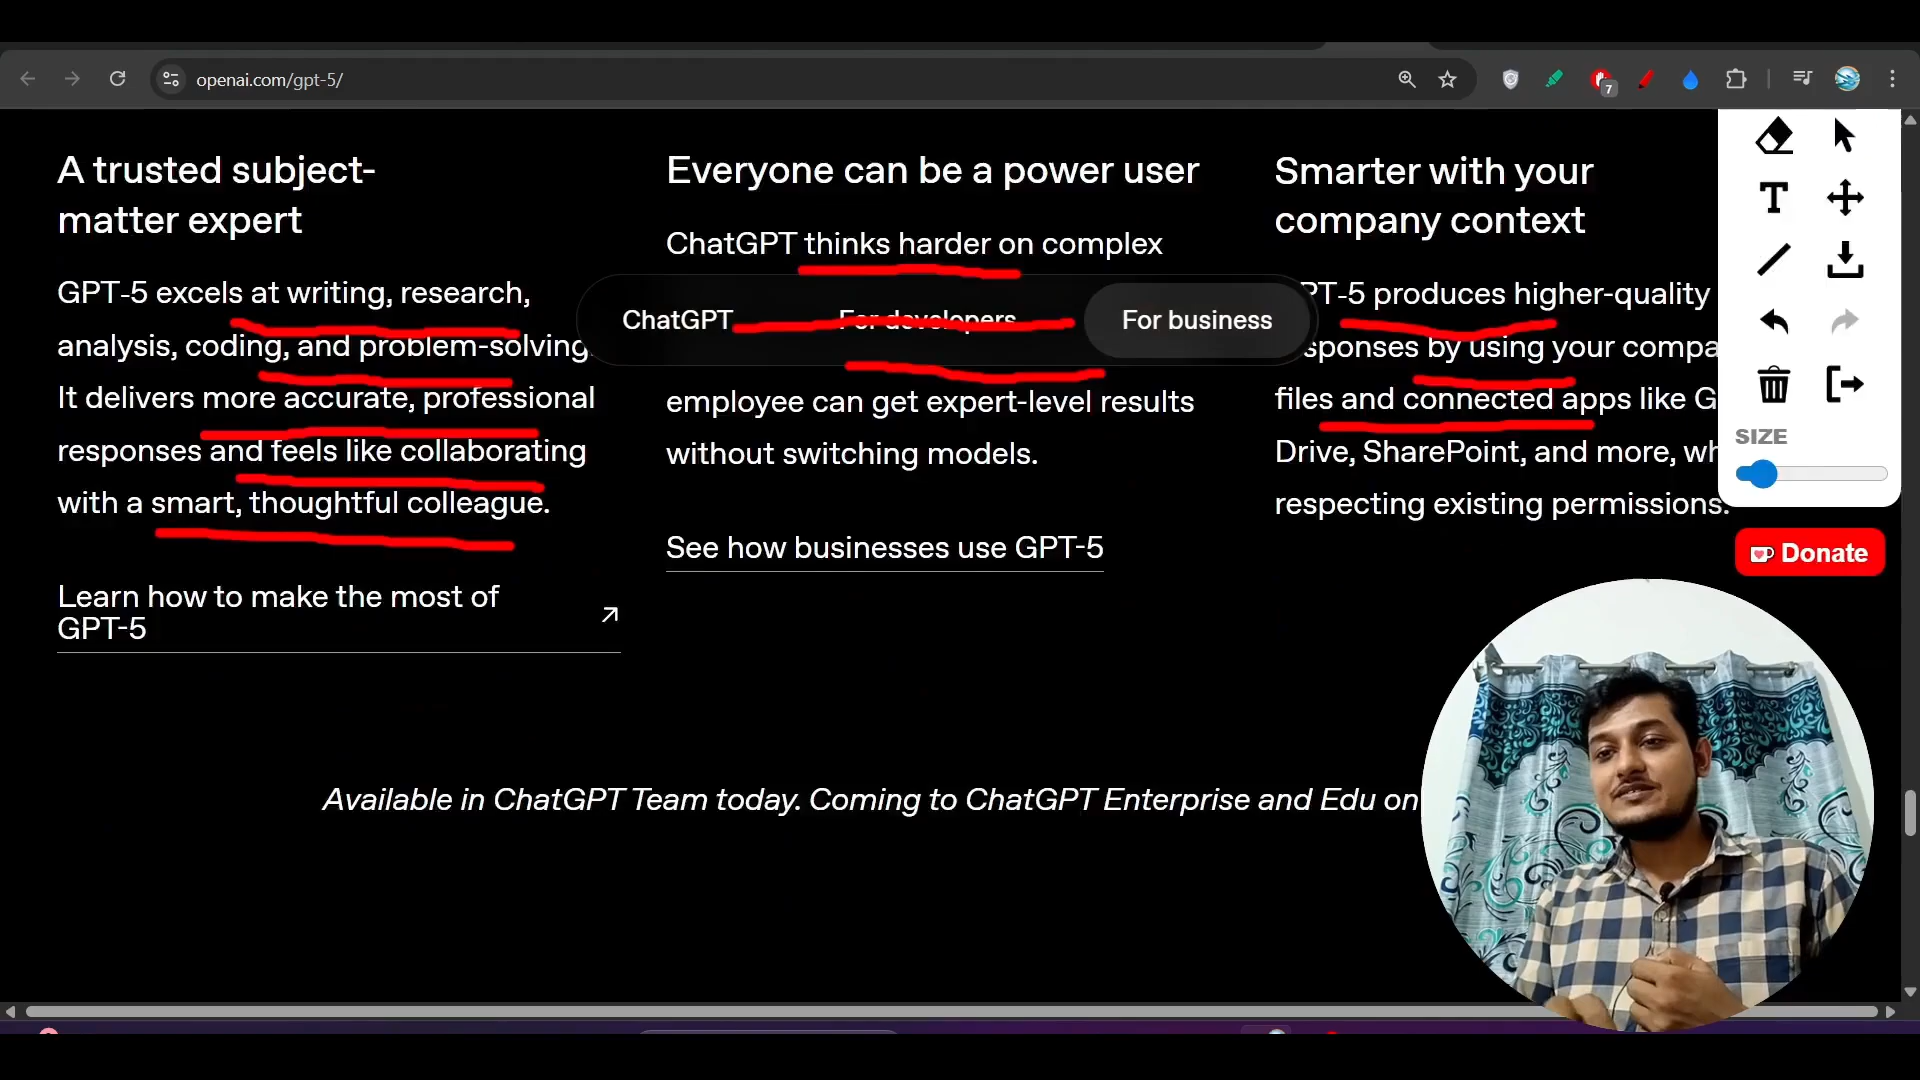 openai.com/gpt-5/
7
A trusted subject-
matter expert
GPT-5 excels at writing, research,
analysis, coding, and problem-solving.
It delivers more accurate, professional
responses and feels like collaborating
with a smart, thoughtful colleague.
Learn how to make the most of
GPT-5
Everyone can be a power user
ChatGPT thinks harder on complex
ChatGPT
For developers
For business
employee can get expert-level results
without switching models.
See how businesses use GPT-5
Smarter with your
company context
PT-5 produces higher-quality
sponses by using your compa
files and connected apps like G
Drive, SharePoint, and more, wh
respecting existing permissions.
T
SIZE
Donate
Available in ChatGPT Team today. Coming to ChatGPT Enterprise and Edu on